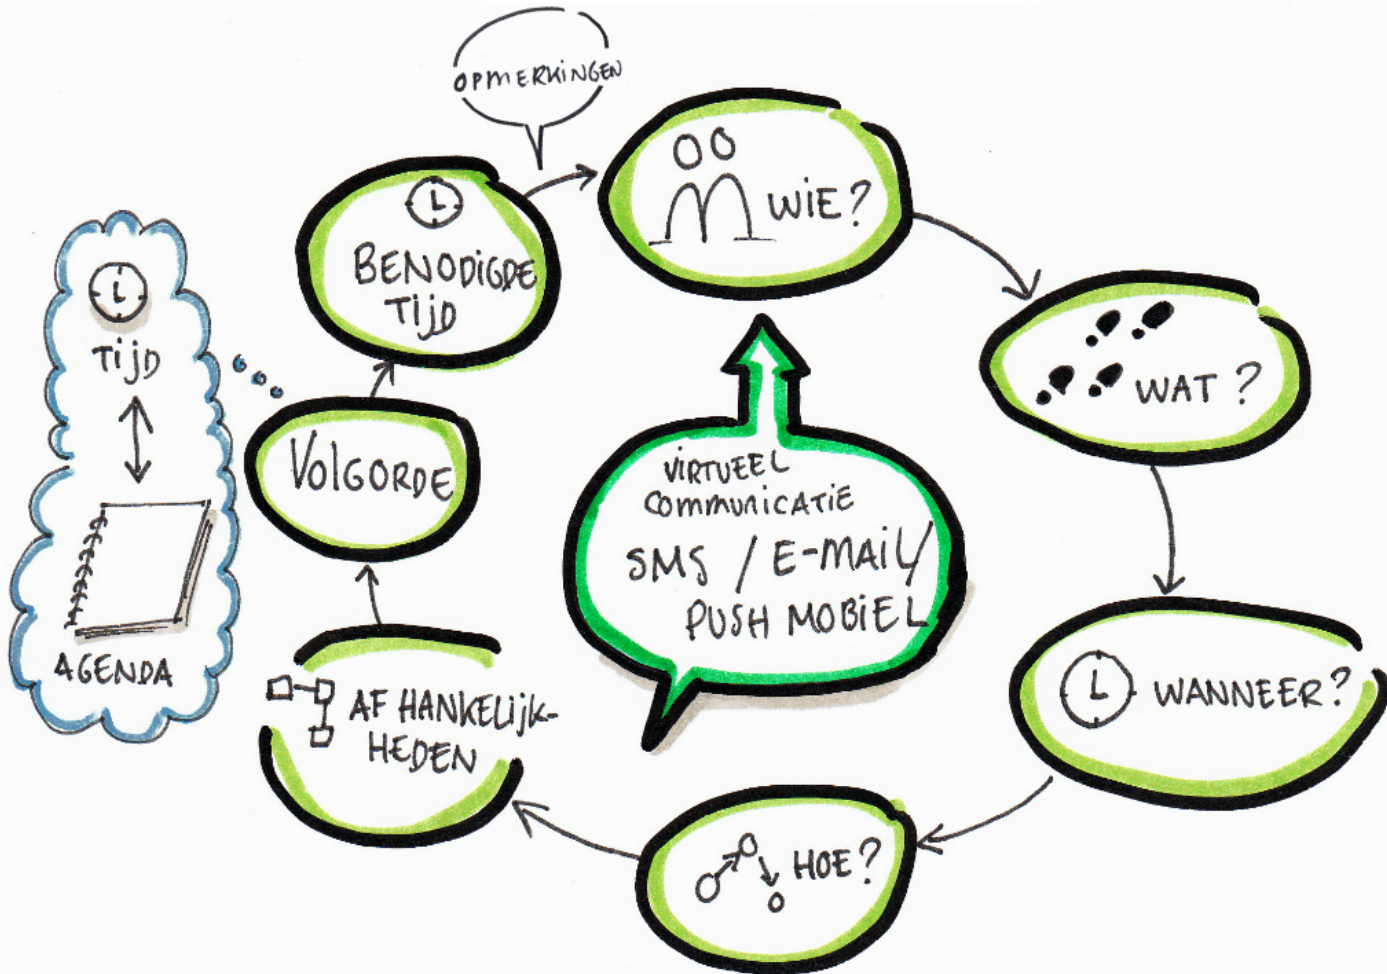 OPMERKINGEN
WIE?
BENODIGDE
TIJD
WAT?
TIJD
VOLGORDE
VIRTUEEL
COMMUNICATIE
SMS / E-MAIL/
PUSH MOBIEL
AGENDA
AFHANKELIJK-
HEDEN
WANNEER?
HOE?